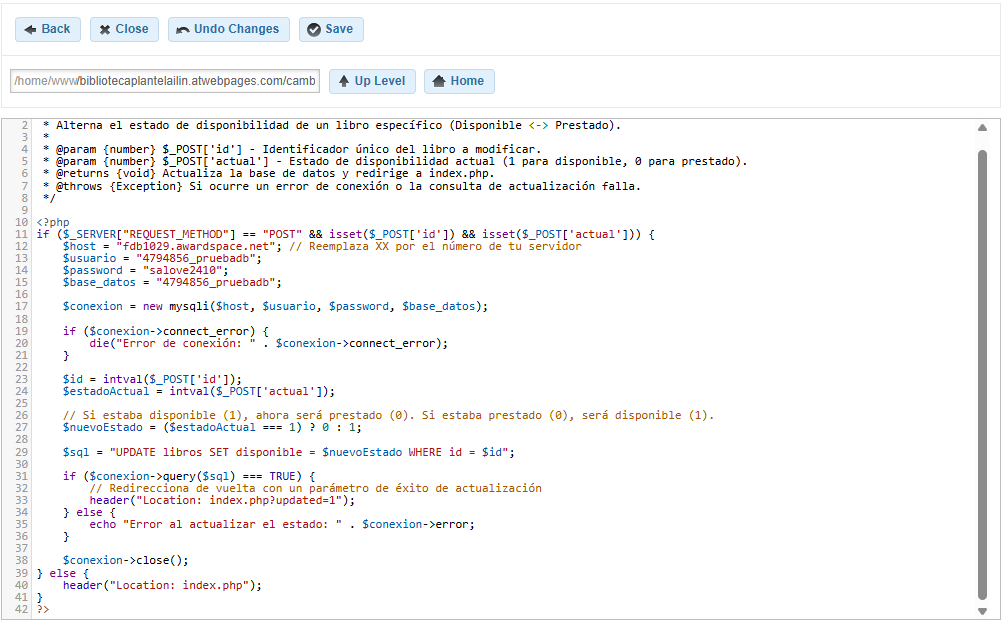 Back Close Undo Changes Save
/home/www/bibliotecaplantelailin.atwebpages.com/camb Up Level Home
2 * Alterna el estado de disponibilidad de un libro específico (Disponible <-> Prestado).
3 *
4 * @param {number} $_POST['id'] - Identificador único del libro a modificar.
5 * @param {number} $_POST['actual'] - Estado de disponibilidad actual (1 para disponible, 0 para prestado).
6 * @returns {void} Actualiza la base de datos y redirige a index.php.
7 * @throws {Exception} Si ocurre un error de conexión o la consulta de actualización falla.
8 */
9
10 <?php
11 if ($_SERVER["REQUEST_METHOD"] == "POST" && isset($_POST['id']) && isset($_POST['actual'])) {
12     $host = "fdb1029.awardspace.net"; // Reemplaza XX por el número de tu servidor
13     $usuario = "4794856_pruebadb";
14     $password = "salove2410";
15     $base_datos = "4794856_pruebadb";
16
17     $conexion = new mysqli($host, $usuario, $password, $base_datos);
18
19     if ($conexion->connect_error) {
20         die("Error de conexión: " . $conexion->connect_error);
21     }
22
23     $id = intval($_POST['id']);
24     $estadoActual = intval($_POST['actual']);
25
26     // Si estaba disponible (1), ahora será prestado (0). Si estaba prestado (0), será disponible (1).
27     $nuevoEstado = ($estadoActual === 1) ? 0 : 1;
28
29     $sql = "UPDATE libros SET disponible = $nuevoEstado WHERE id = $id";
30
31     if ($conexion->query($sql) === TRUE) {
32         // Redirecciona de vuelta con un parámetro de éxito de actualización
33         header("Location: index.php?updated=1");
34     } else {
35         echo "Error al actualizar el estado: " . $conexion->error;
36     }
37
38     $conexion->close();
39 } else {
40     header("Location: index.php");
41 }
42 ?>